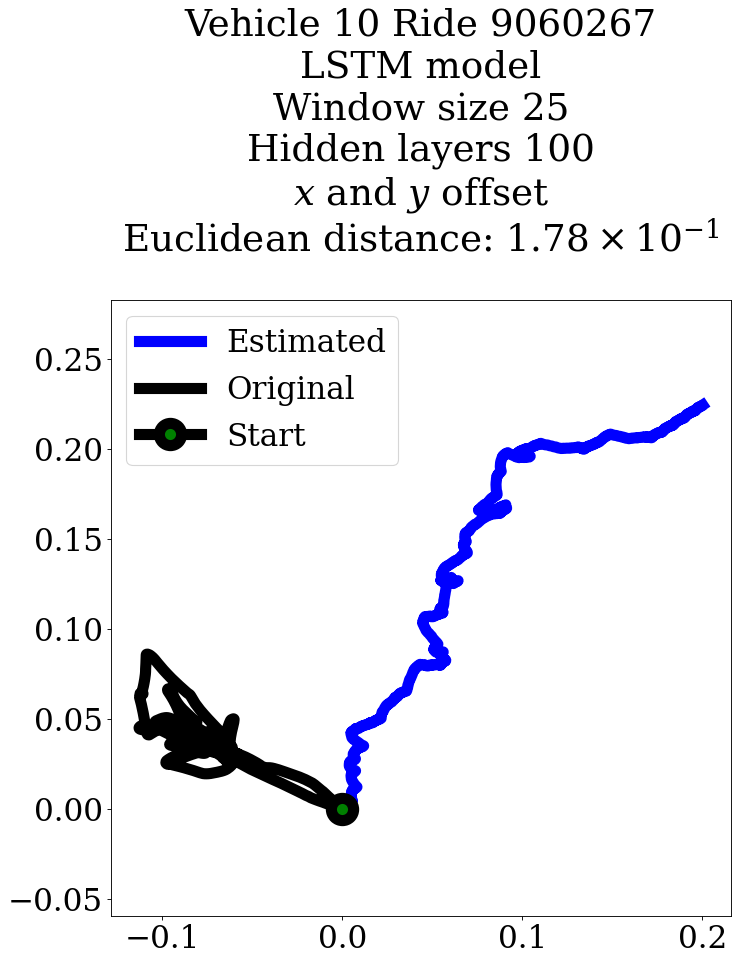 Vehicle 10 Ride 9060267
LSTM model
Window size 25
Hidden layers 100
x and y offset
Euclidean distance: 1.78 × 10⁻¹
Estimated
Original
Start
0.25
0.20
0.15
0.10
0.05
0.00
−0.05
−0.1
0.0
0.1
0.2